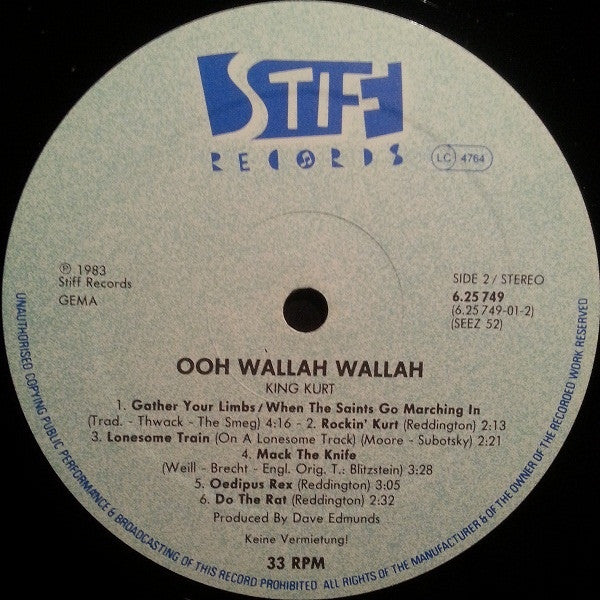 STIFF
RECORDS
LC 4764
℗ 1983
Stiff Records
GEMA
SIDE 2/ STEREO
6.25 749
(6.25 749-01-2)
(SEEZ 52)
OOH WALLAH WALLAH
KING KURT
1. Gather Your Limbs/When The Saints Go Marching In
(Trad. - Thwack - The Smeg) 4:16 - 2. Rockin' Kurt (Reddington) 2:13
3. Lonesome Train (On A Lonesome Track) (Moore - Subotsky) 2:21
4. Mack The Knife
(Weill - Brecht - Engl. Orig. T.: Blitzstein) 3:28
5. Oedipus Rex (Reddington) 3:05
6. Do The Rat (Reddington) 2:32
Produced By Dave Edmunds
Keine Vermietung!
33 RPM
UNAUTHORISED COPYING PUBLIC PERFORMANCE & BROADCASTING OF THIS RECORD PROHIBITED. ALL RIGHTS OF THE MANUFACTURER & OF THE OWNER OF THE RECORDED WORK RESERVED